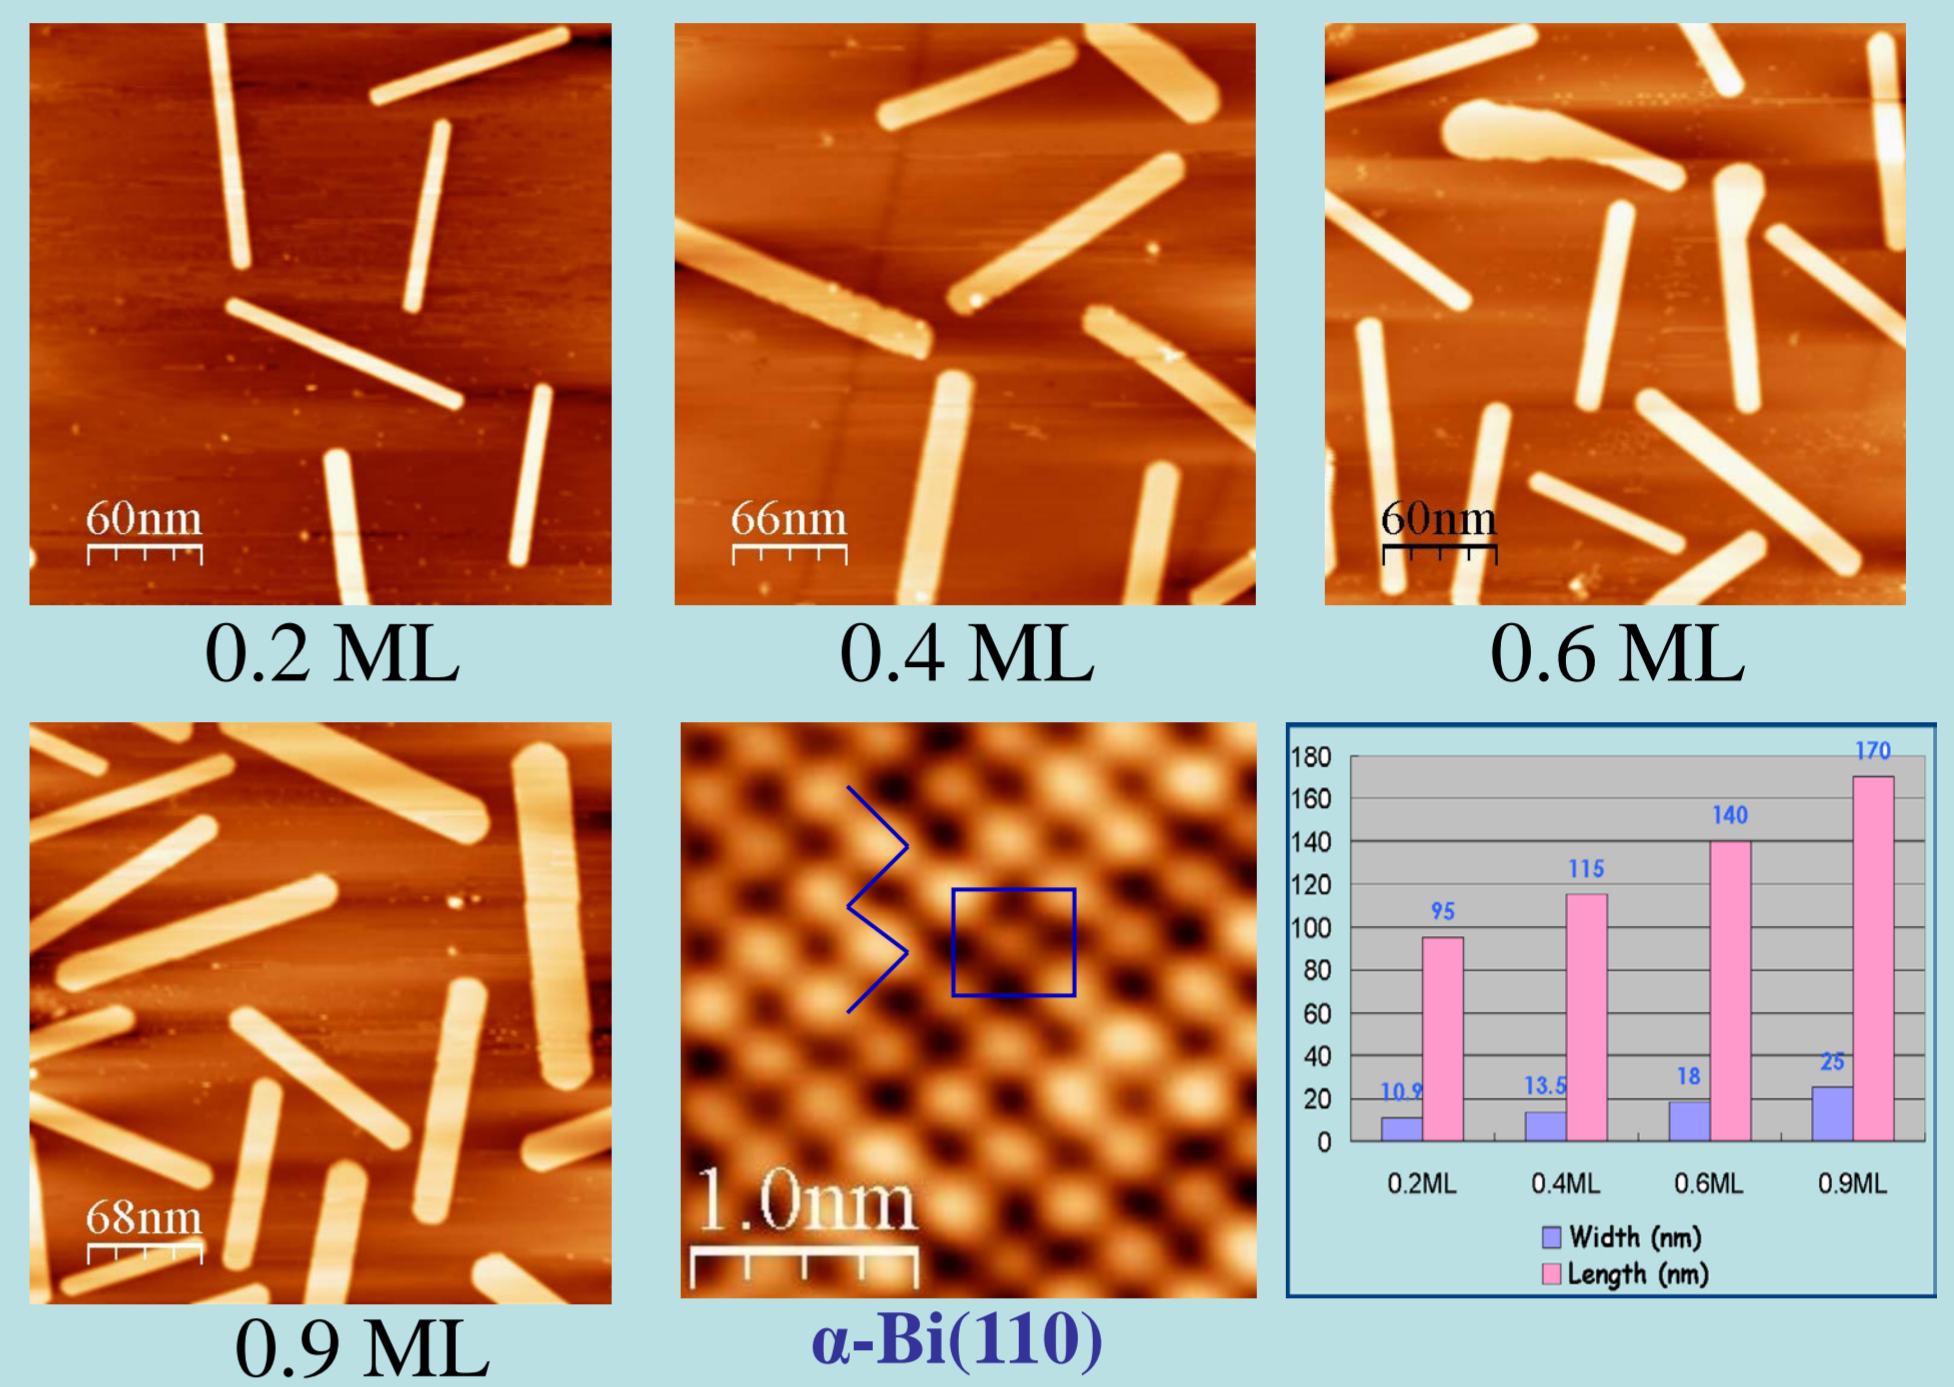 60nm
0.2 ML
66nm
0.4 ML
60nm
0.6 ML
68nm
0.9 ML
1.0nm
α-Bi(110)
180
160
140
120
100
80
60
40
20
0
10.9
95
13.5
115
18
140
25
170
0.2ML
0.4ML
0.6ML
0.9ML
Width (nm)
Length (nm)